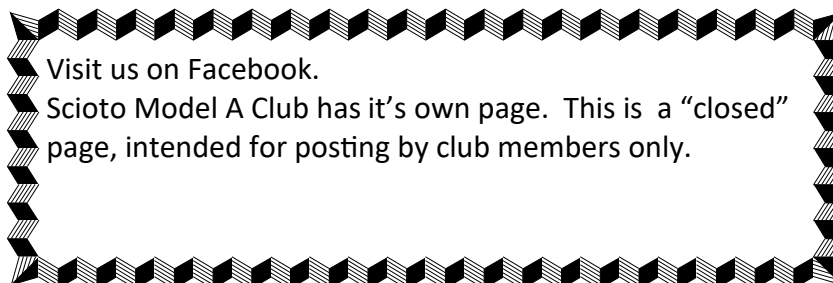 Visit us on Facebook.
Scioto Model A Club has it’s own page.  This is  a “closed”
page, intended for posting by club members only.